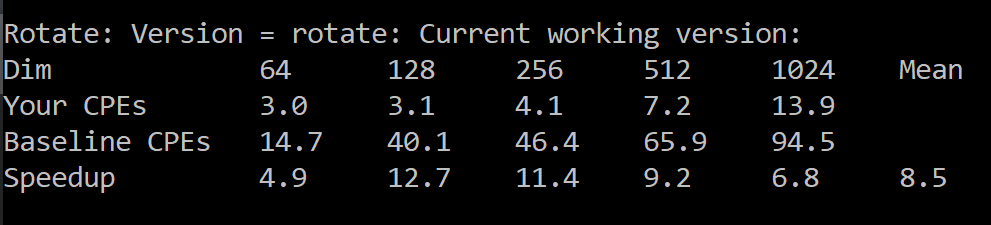 Rotate: Version = rotate: Current working version:
Dim 64 128 256 512 1024 Mean
Your CPEs 3.0 3.1 4.1 7.2 13.9
Baseline CPEs 14.7 40.1 46.4 65.9 94.5
Speedup 4.9 12.7 11.4 9.2 6.8 8.5